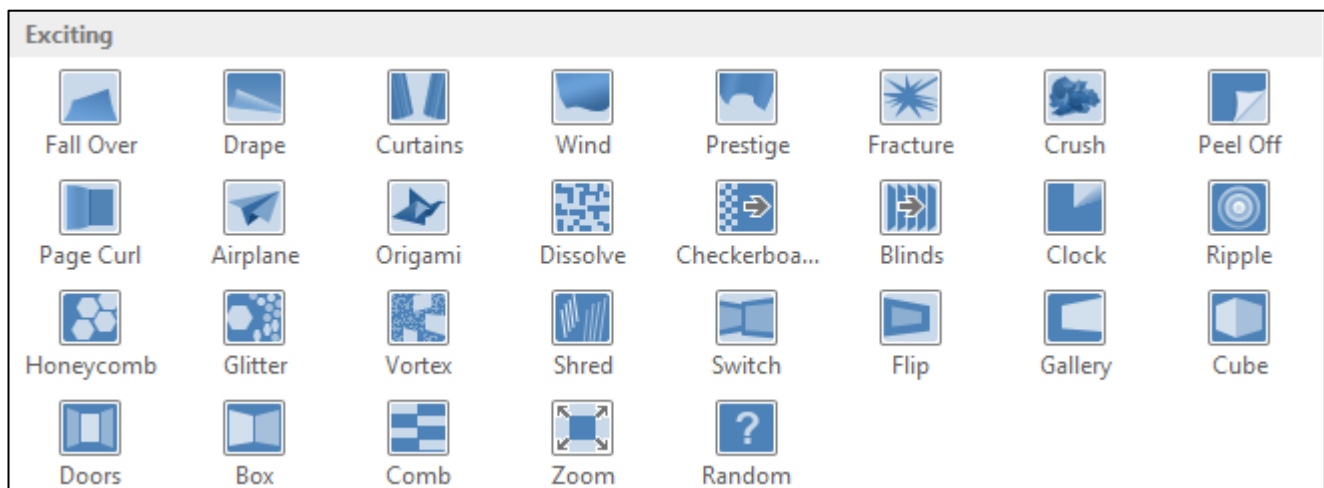 Exciting
Fall Over Drape Curtains Wind Prestige Fracture Crush Peel Off
Page Curl Airplane Origami Dissolve Checkerboa... Blinds Clock Ripple
Honeycomb Glitter Vortex Shred Switch Flip Gallery Cube
?
Doors Box Comb Zoom Random